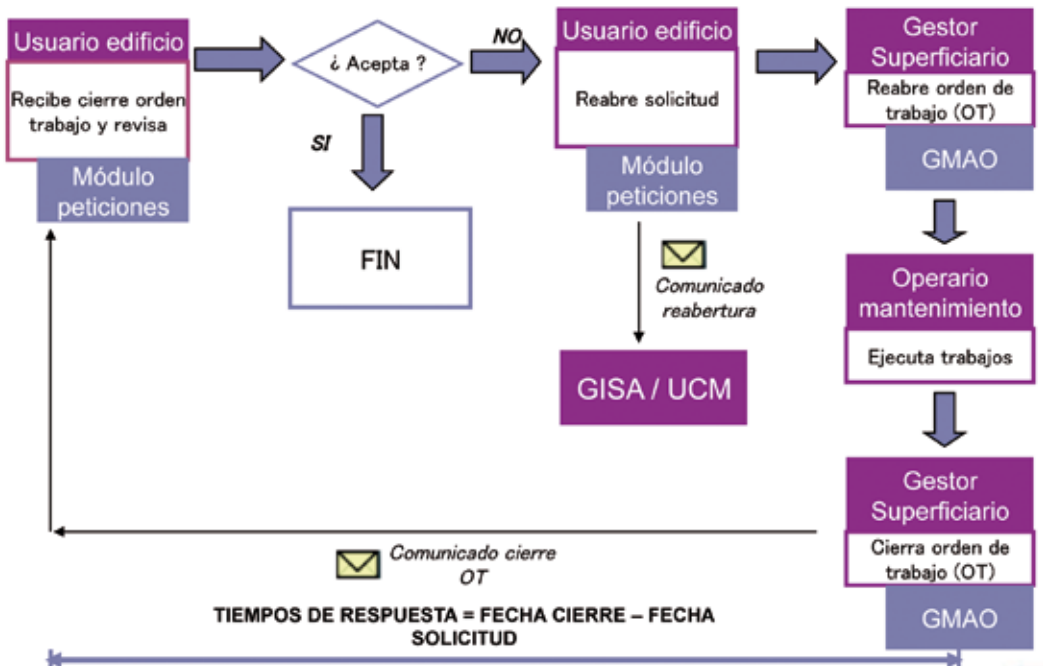 Usuario edificio
Recibe cierre orden
trabajo y revisa
Módulo
peticiones
¿ Acepta ?
NO
SI
FIN
Usuario edificio
Reabre solicitud
Módulo
peticiones
Comunicado
reabertura
GISA / UCM
Gestor
Superficiario
Reabre orden de
trabajo (OT)
GMAO
Operario
mantenimiento
Ejecuta trabajos
Gestor
Superficiario
Cierra orden de
trabajo (OT)
GMAO
Comunicado cierre
OT
TIEMPOS DE RESPUESTA = FECHA CIERRE – FECHA
SOLICITUD